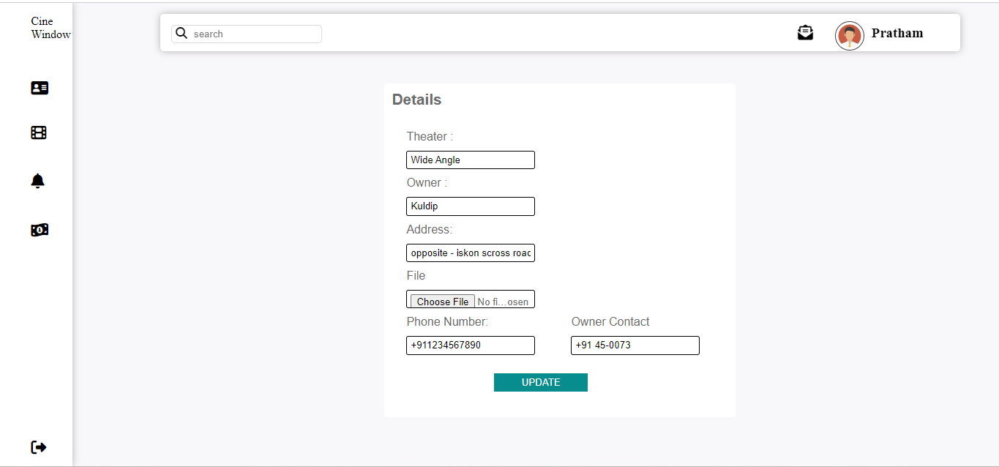 Cine
Window
search
Pratham
Details
Theater :
Wide Angle
Owner :
Kuldip
Address:
opposite - iskon scross roac
File
Choose File No fi...osen
Phone Number: Owner Contact
+911234567890 +91 45-0073
UPDATE